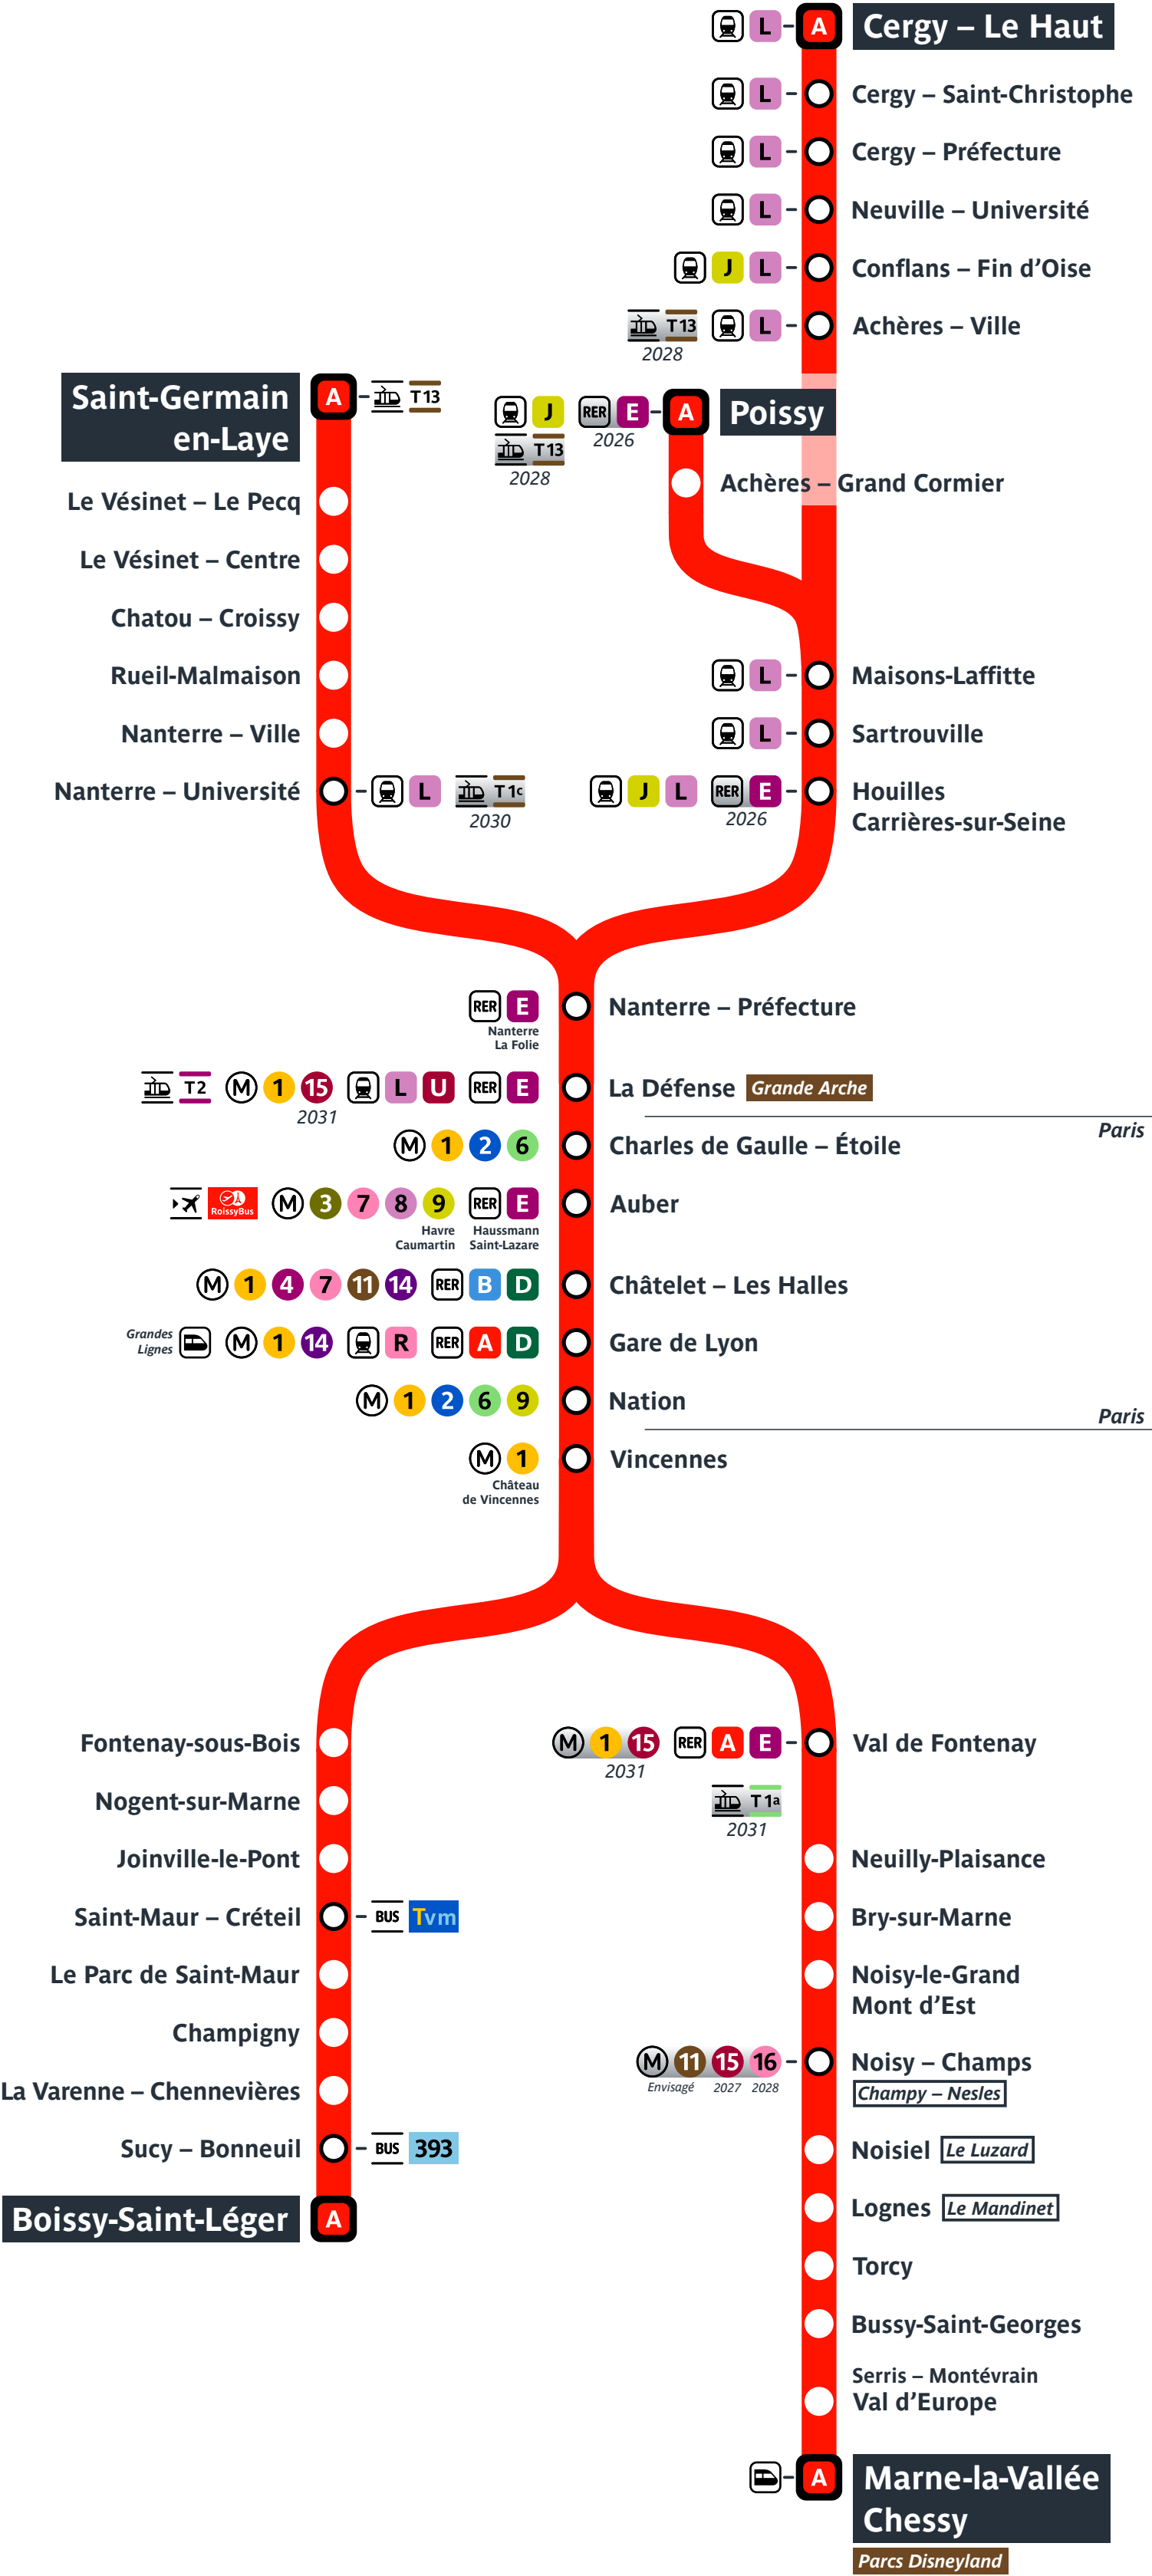 L A Cergy – Le Haut
L Cergy – Saint-Christophe
L Cergy – Préfecture
L Neuville – Université
J L Conflans – Fin d’Oise
T13 L Achères – Ville
2028
Saint-Germain
en-Laye
A T13
J RER E A Poissy
2026
T13
2028
Achères – Grand Cormier
Le Vésinet – Le Pecq
Le Vésinet – Centre
Chatou – Croissy
Rueil-Malmaison
L Maisons-Laffitte
Nanterre – Ville
L Sartrouville
Nanterre – Université L T1c
2030
J L RER E Houilles
2026
Carrières-sur-Seine
RER E Nanterre – Préfecture
Nanterre
La Folie
T2 M 1 15 L U RER E La Défense Grande Arche
2031
Paris
M 1 2 6 Charles de Gaulle – Étoile
RoissyBus M 3 7 8 9 RER E Auber
Havre
Caumartin
Haussmann
Saint-Lazare
M 1 4 7 11 14 RER B D Châtelet – Les Halles
Grandes
Lignes
M 1 14 R RER A D Gare de Lyon
M 1 2 6 9 Nation
Paris
M 1 Vincennes
Château
de Vincennes
Fontenay-sous-Bois
M 1 15 RER A E Val de Fontenay
2031
Nogent-sur-Marne
T1a
2031
Joinville-le-Pont
Neuilly-Plaisance
Saint-Maur – Créteil BUS Tvm
Bry-sur-Marne
Le Parc de Saint-Maur
Noisy-le-Grand
Mont d’Est
Champigny
M 11 15 16 Noisy – Champs
Envisagé 2027 2028
Champy – Nesles
La Varenne – Chennevières
Sucy – Bonneuil BUS 393
Noisiel Le Luzard
Boissy-Saint-Léger A
Lognes Le Mandinet
Torcy
Bussy-Saint-Georges
Serris – Montévrain
Val d’Europe
A Marne-la-Vallée
Chessy
Parcs Disneyland